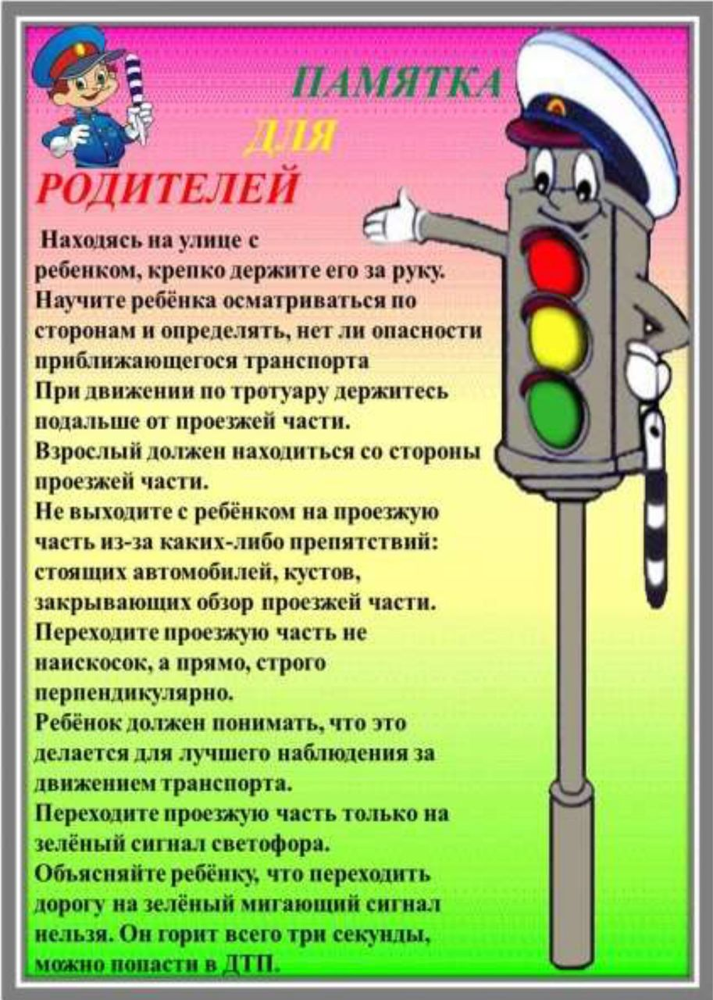 ПАМЯТКА
ДЛЯ
РОДИТЕЛЕЙ
Находясь на улице с
ребенком, крепко держите его за руку.
Научите ребёнка осматриваться по
сторонам и определять, нет ли опасности
приближающегося транспорта
При движении по тротуару держитесь
подальше от проезжей части.
Взрослый должен находиться со стороны
проезжей части.
Не выходите с ребёнком на проезжую
часть из-за каких-либо препятствий:
стоящих автомобилей, кустов,
закрывающих обзор проезжей части.
Переходите проезжую часть не
наискосок, а прямо, строго
перпендикулярно.
Ребёнок должен понимать, что это
делается для лучшего наблюдения за
движением транспорта.
Переходите проезжую часть только на
зелёный сигнал светофора.
Объясняйте ребёнку, что переходить
дорогу на зелёный мигающий сигнал
нельзя. Он горит всего три секунды,
можно попасти в ДТП.